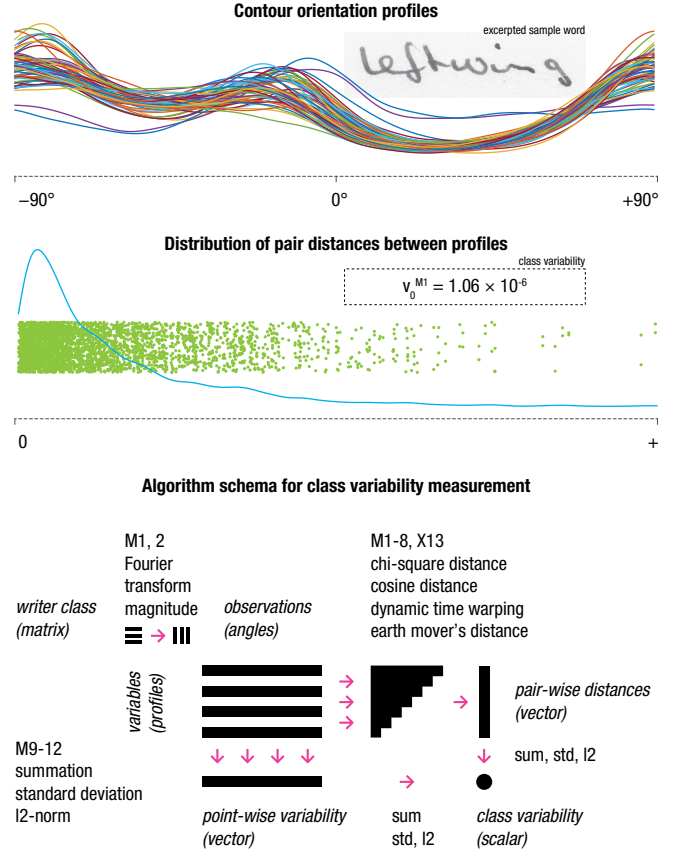 Contour orientation profiles
excerpted sample word
leftwing
−90°
0°
+90°
Distribution of pair distances between profiles
class variability
v₀ᴹ¹ = 1.06 × 10⁻⁶
0
+
Algorithm schema for class variability measurement
M1, 2
Fourier
transform
magnitude
M1-8, X13
chi-square distance
cosine distance
dynamic time warping
earth mover's distance
writer class
(matrix)
observations
(angles)
variables
(profiles)
pair-wise distances
(vector)
M9-12
summation
standard deviation
l2-norm
sum, std, l2
point-wise variability
(vector)
sum
std, l2
class variability
(scalar)